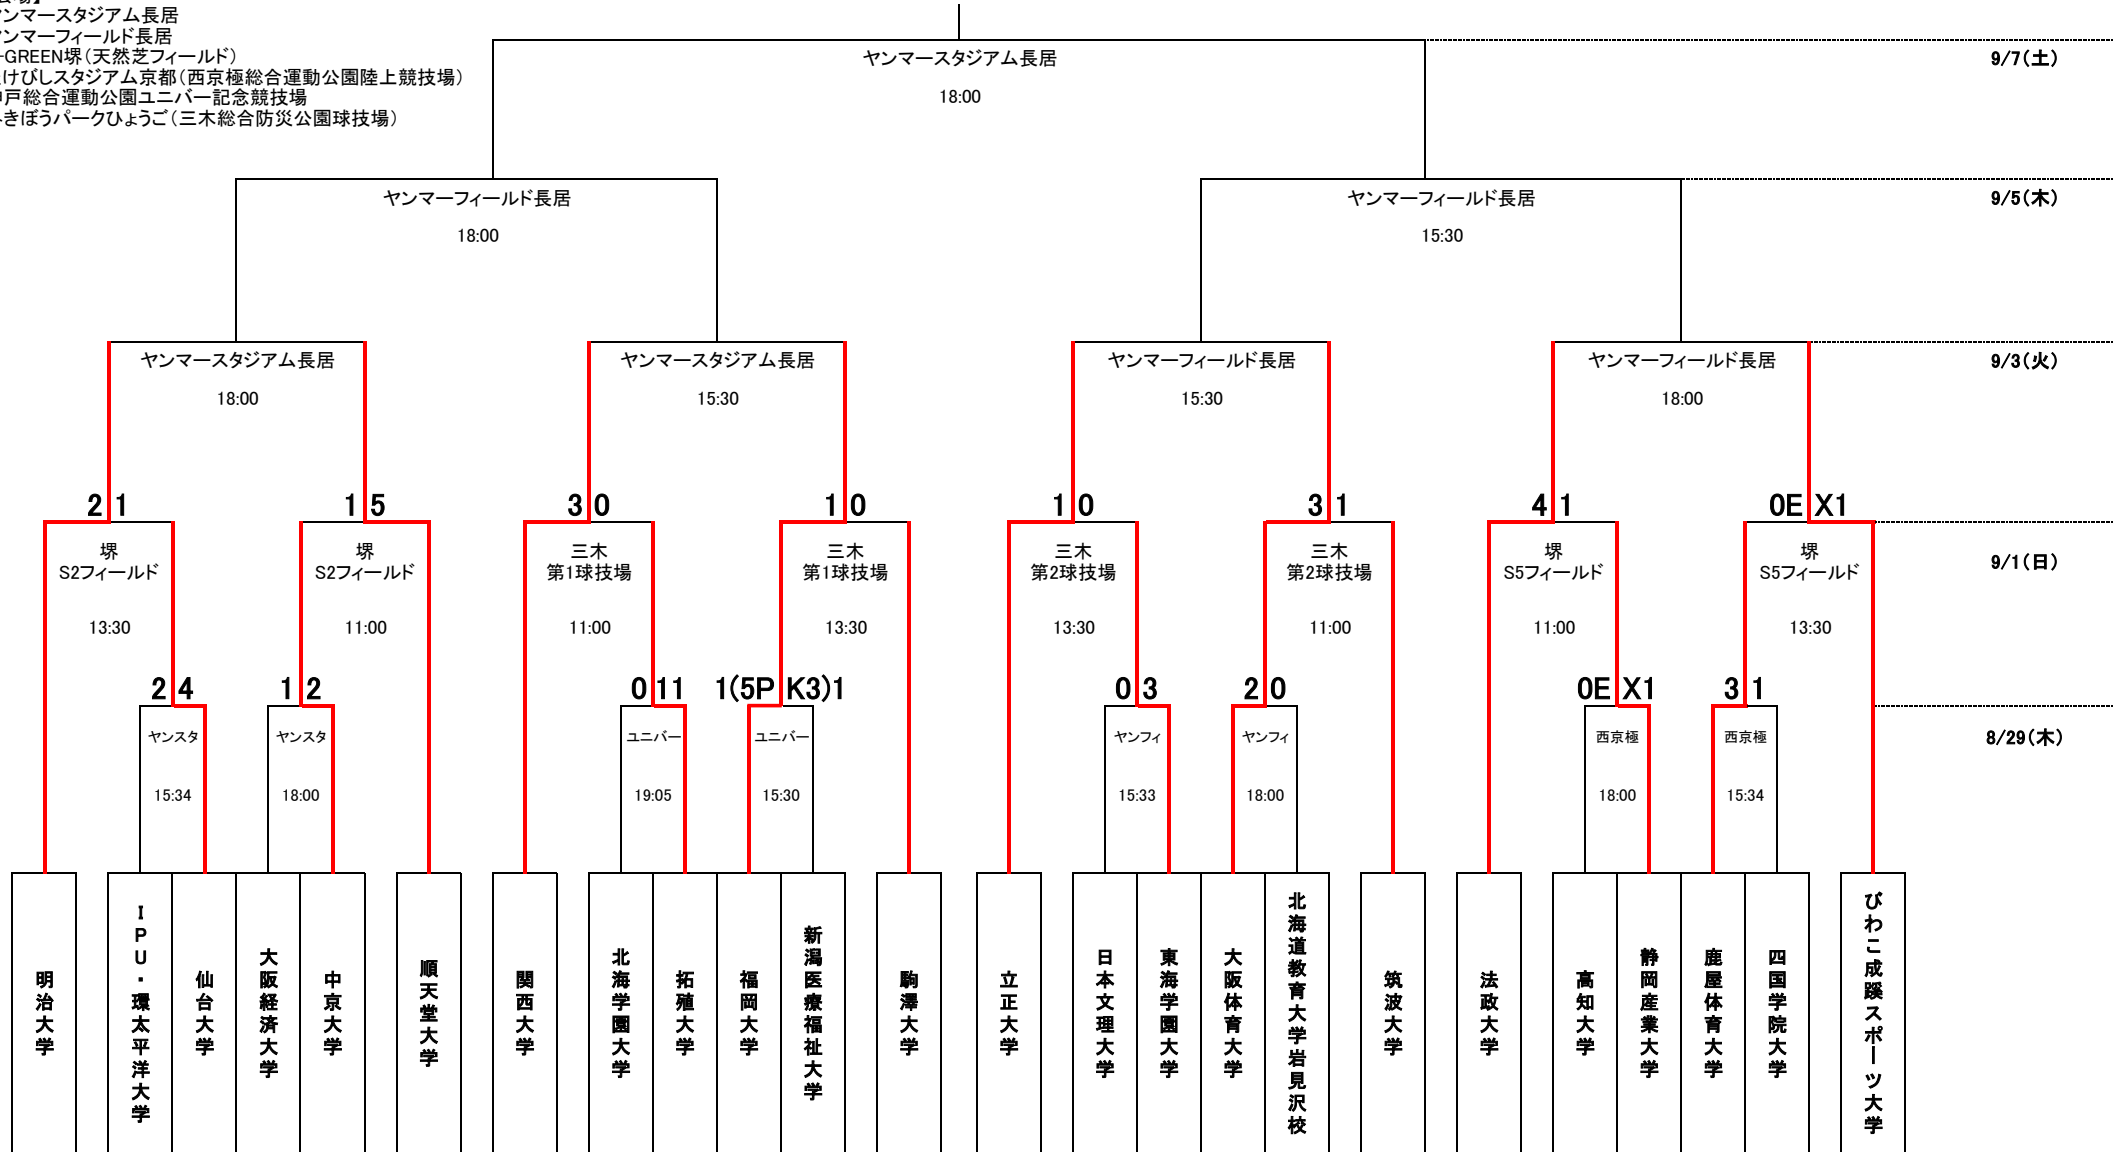 ンマースタジアム長居
ンマーフィールド長居
-GREEN堺(天然芝フィールド)
けびしスタジアム京都(西京極総合運動公園陸上競技場)
戸総合運動公園ユニバー記念競技場
きぼうパークひょうご(三木総合防災公園球技場)
ヤンマースタジアム長居
18:00
9/7(土)
ヤンマーフィールド長居
18:00
ヤンマーフィールド長居
15:30
9/5(木)
ヤンマースタジアム長居
18:00
ヤンマースタジアム長居
15:30
ヤンマーフィールド長居
15:30
ヤンマーフィールド長居
18:00
9/3(火)
2 1
1 5
3 0
1 0
1 0
3 1
4 1
0E X1
堺
S2フィールド
13:30
堺
S2フィールド
11:00
三木
第1球技場
11:00
三木
第1球技場
13:30
三木
第2球技場
13:30
三木
第2球技場
11:00
堺
S5フィールド
11:00
堺
S5フィールド
13:30
9/1(日)
2 4
1 2
0 11
1(5P K3)1
0 3
2 0
0E X1
3 1
ヤンスタ
15:34
ヤンスタ
18:00
ユニバー
19:05
ユニバー
15:30
ヤンフィ
15:33
ヤンフィ
18:00
西京極
18:00
西京極
15:34
8/29(木)
明治大学
IPU・環太平洋大学
仙台大学
大阪経済大学
中京大学
順天堂大学
関西大学
北海学園大学
拓殖大学
福岡大学
新潟医療福祉大学
駒澤大学
立正大学
日本文理大学
東海学園大学
大阪体育大学
北海道教育大学岩見沢校
筑波大学
法政大学
高知大学
静岡産業大学
鹿屋体育大学
四国学院大学
びわこ成蹊スポーツ大学